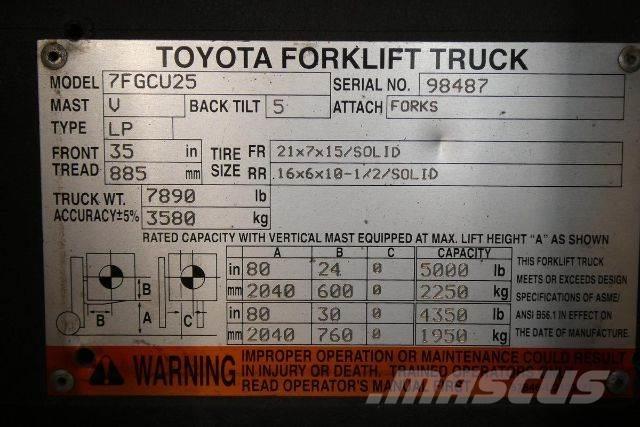 TOYOTA FORKLIFT TRUCK
MODEL 7FGCU25 SERIAL NO. 98487
MAST V BACK TILT 5 ATTACH FORKS
TYPE LP
FRONT TREAD 35 in TIRE SIZE FR 21x7x15/SOLID
885 mm RR 16x6x10-1/2/SOLID
TRUCK WT. 7890 lb
ACCURACY±5% 3580 kg
RATED CAPACITY WITH VERTICAL MAST EQUIPPED AT MAX. LIFT HEIGHT "A" AS SHOWN
A B C CAPACITY
in 80 24 0 5000 lb
mm 2040 600 0 2250 kg
in 80 30 0 4350 lb
mm 2040 760 0 1950 kg
B
B A C
THIS FORKLIFT TRUCK
MEETS OR EXCEEDS DESIGN
SPECIFICATIONS OF ASME/
ANSI B56.1 IN EFFECT ON
THE DATE OF MANUFACTURE.
WARNING
IMPROPER OPERATION OR MAINTENANCE COULD RESULT
IN INJURY OR DEATH. TRAINED OPERATORS
READ OPERATOR'S MANUAL FIRST
MASCUS